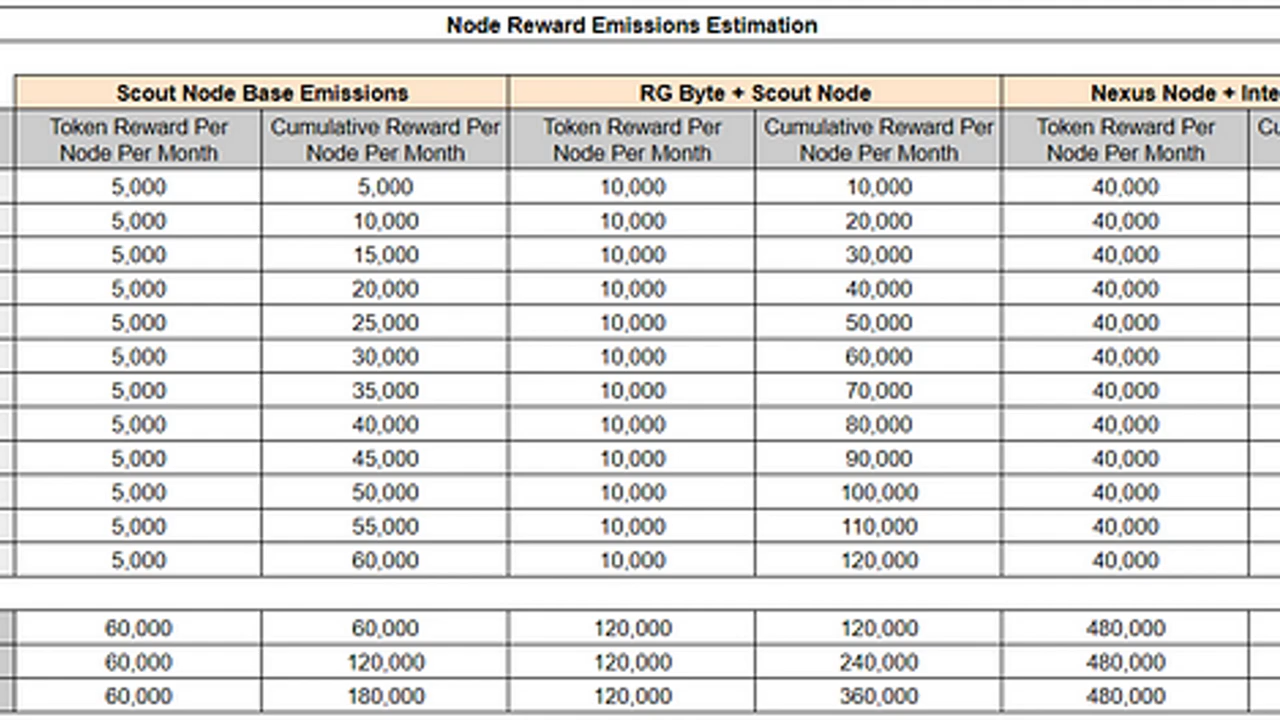 Node Reward Emissions Estimation
Scout Node Base Emissions RG Byte + Scout Node Nexus Node + Inte
Token Reward Per Cumulative Reward Per Token Reward Per Cumulative Reward Per Token Reward Per Cu
Node Per Month Node Per Month Node Per Month Node Per Month Node Per Month
5,000 5,000 10,000 10,000 40,000
5,000 10,000 10,000 20,000 40,000
5,000 15,000 10,000 30,000 40,000
5,000 20,000 10,000 40,000 40,000
5,000 25,000 10,000 50,000 40,000
5,000 30,000 10,000 60,000 40,000
5,000 35,000 10,000 70,000 40,000
5,000 40,000 10,000 80,000 40,000
5,000 45,000 10,000 90,000 40,000
5,000 50,000 10,000 100,000 40,000
5,000 55,000 10,000 110,000 40,000
5,000 60,000 10,000 120,000 40,000
60,000 60,000 120,000 120,000 480,000
60,000 120,000 120,000 240,000 480,000
60,000 180,000 120,000 360,000 480,000